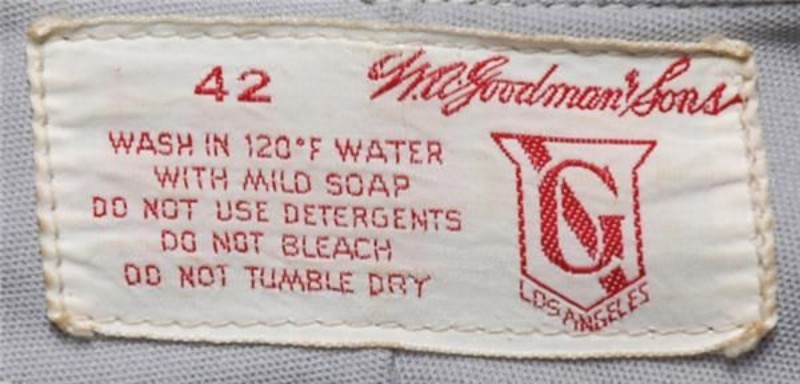 42
W.A. Goodman & Sons
WASH IN 120°F WATER
WITH MILD SOAP
DO NOT USE DETERGENTS
DO NOT BLEACH
DO NOT TUMBLE DRY
G
LOS ANGELES